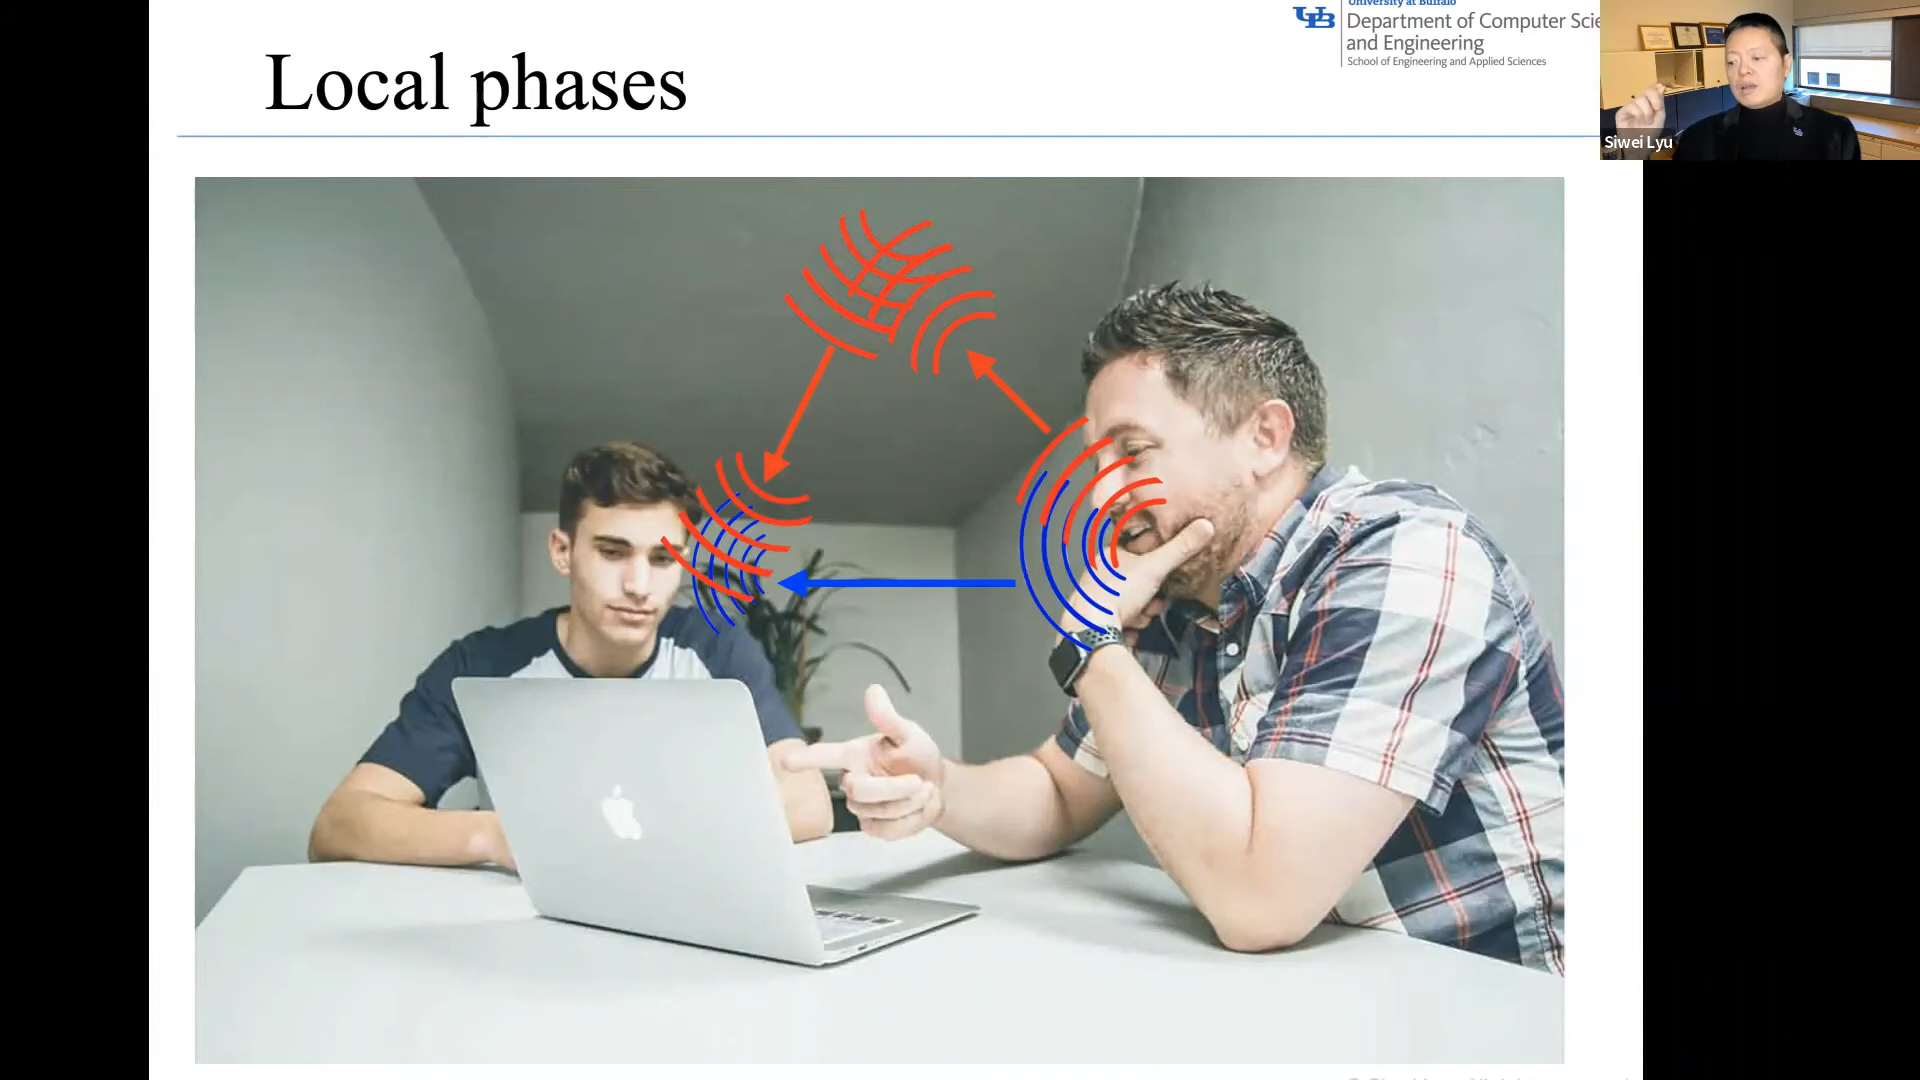 University at Buffalo
Department of Computer Scie
and Engineering
School of Engineering and Applied Sciences
Local phases
Siwei Lyu